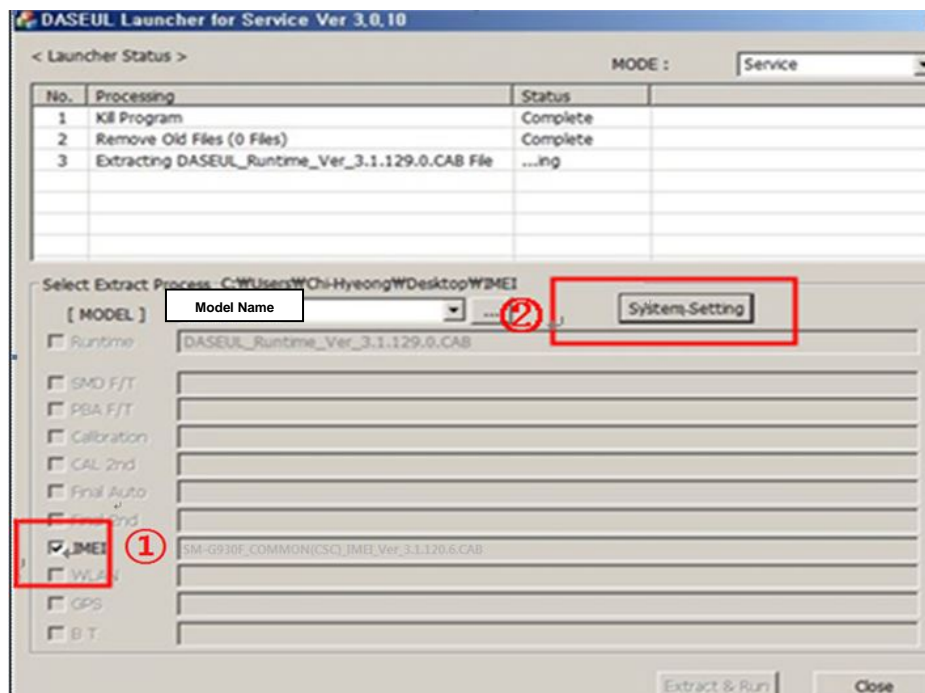 DASEUL Launcher for Service Ver 3,0,10
< Launcher Status >
MODE :
Service
No. Processing Status
1 Kill Program Complete
2 Remove Old Files (0 Files) Complete
3 Extracting DASEUL_Runtime_Ver_3.1.129.0.CAB File ...ing
Select Extract Process C:₩Users₩Chi-Hyeong₩Desktop₩IMEI
[ MODEL ] Model Name ... ② System Setting
Runtime DASEUL_Runtime_Ver_3.1.129.0.CAB
SMD F/T
PBA F/T
Calibration
CAL 2nd
Final Auto
Final 2nd
IMEI ① SM-G930F_COMMON(CSC)_IMEI_Ver_3.1.120.6.CAB
WLAN
GPS
B T
Extract & Run Close